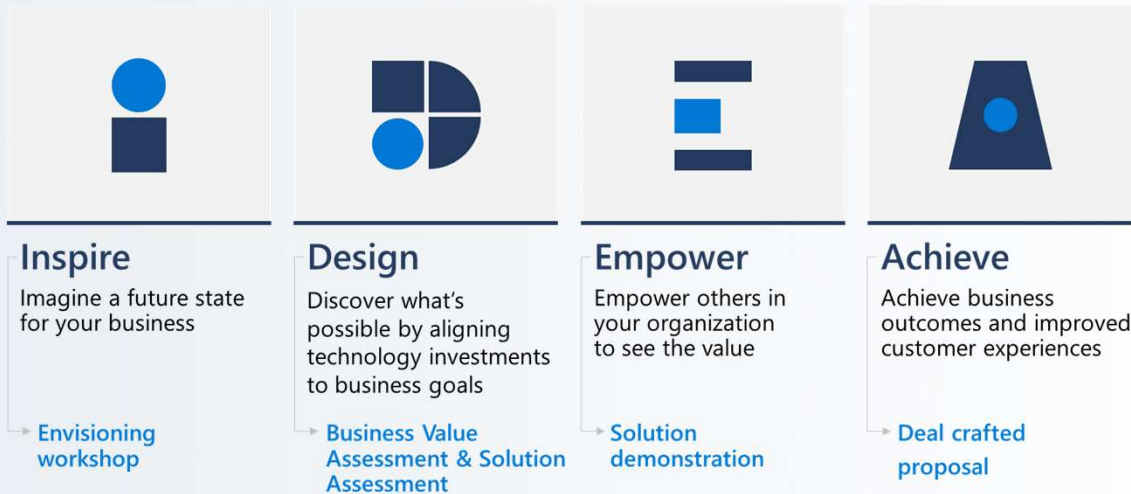 Inspire
Imagine a future state
for your business
Envisioning
workshop
Design
Discover what's
possible by aligning
technology investments
to business goals
Business Value
Assessment & Solution
Assessment
Empower
Empower others in
your organization
to see the value
Solution
demonstration
Achieve
Achieve business
outcomes and improved
customer experiences
Deal crafted
proposal